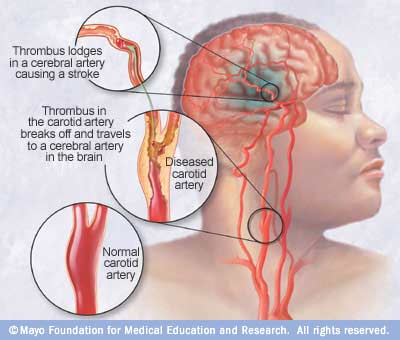 Thrombus lodges
in a cerebral artery
causing a stroke
Thrombus in
the carotid artery
breaks off and travels
to a cerebral artery
in the brain
Diseased
carotid
artery
Normal
carotid
artery
© Mayo Foundation for Medical Education and Research. All rights reserved.